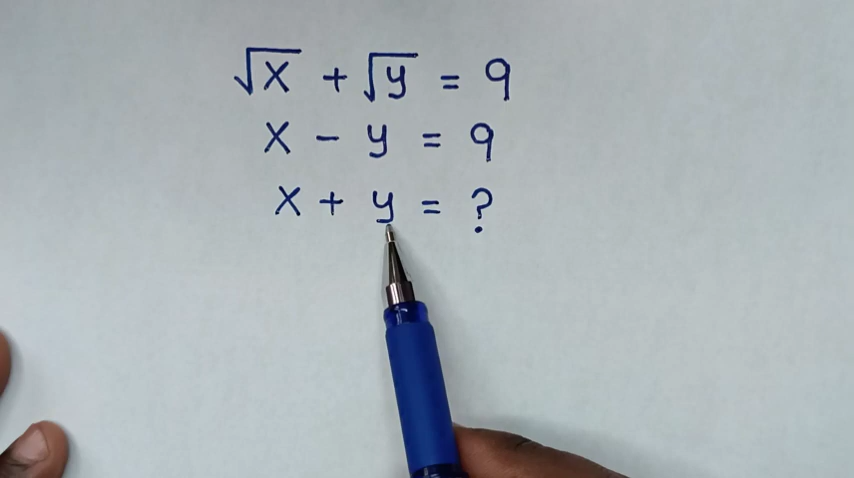 √x + √y = 9
x - y = 9
x + y = ?